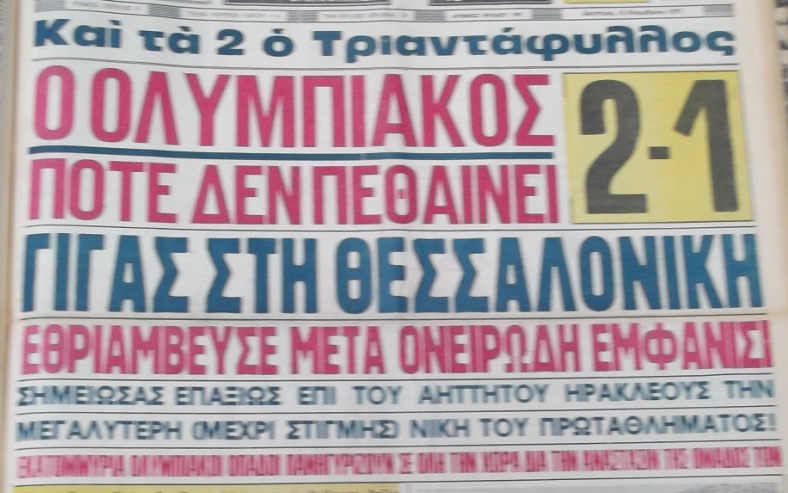 Καὶ τὰ 2 ὁ Τριαντάφυλλος
Ο ΟΛΥΜΠΙΑΚΟΣ
2-1
ΠΟΤΕ ΔΕΝ ΠΕΘΑΙΝΕΙ
ΓΙΓΑΣ ΣΤΗ ΘΕΣΣΑΛΟΝΙΚΗ
ΕΘΡΙΑΜΒΕΥΣΕ ΜΕΤΑ ΟΝΕΙΡΩΔΗ ΕΜΦΑΝΙΣΙ
ΣΗΜΕΙΩΣΑΣ ΕΠΑΞΙΩΣ ΕΠΙ ΤΟΥ ΑΗΤΤΗΤΟΥ ΗΡΑΚΛΕΟΥΣ ΤΗΝ
ΜΕΓΑΛΥΤΕΡΗ (ΜΕΧΡΙ ΣΤΙΓΜΗΣ) ΝΙΚΗ ΤΟΥ ΠΡΩΤΑΘΛΗΜΑΤΟΣ!
ΕΚΑΤΟΜΜΥΡΙΑ ΟΛΥΜΠΙΑΚΟΙ ΟΠΑΔΟΙ ΠΑΝΗΓΥΡΙΖΟΥΝ ΣΕ ΟΛΗ ΤΗΝ ΧΩΡΑ ΔΙΑ ΤΗΝ ΑΝΑΣΤΑΣΙΝ ΤΗΣ ΟΜΑΔΟΣ ΤΩΝ